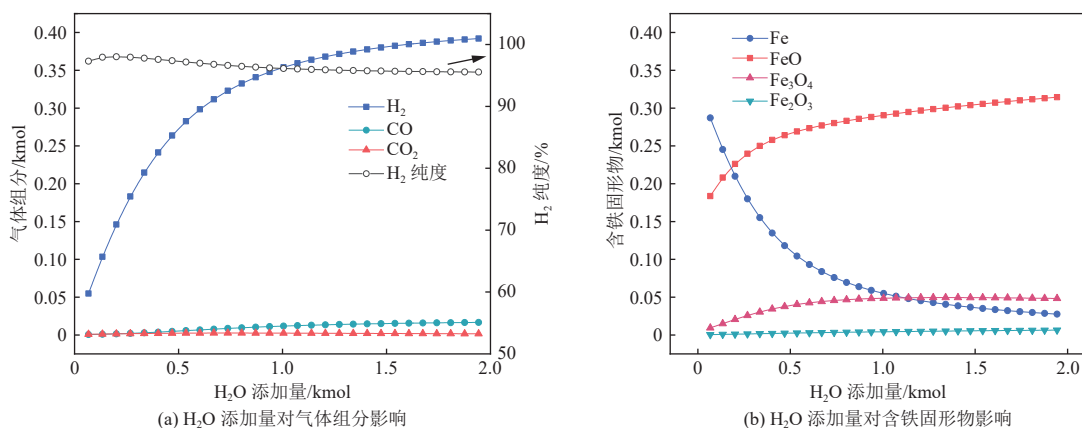 0.40
0.35
0.30
0.25
0.20
0.15
0.10
0.05
0
气体组分/kmol
H₂
CO
CO₂
H₂ 纯度
100
90
80
70
60
50
H₂ 纯度/%
0
0.5
1.0
1.5
2.0
H₂O 添加量/kmol
(a) H₂O 添加量对气体组分影响
0.40
0.35
0.30
0.25
0.20
0.15
0.10
0.05
0
含铁固形物/kmol
Fe
FeO
Fe₃O₄
Fe₂O₃
0
0.5
1.0
1.5
2.0
H₂O 添加量/kmol
(b) H₂O 添加量对含铁固形物影响